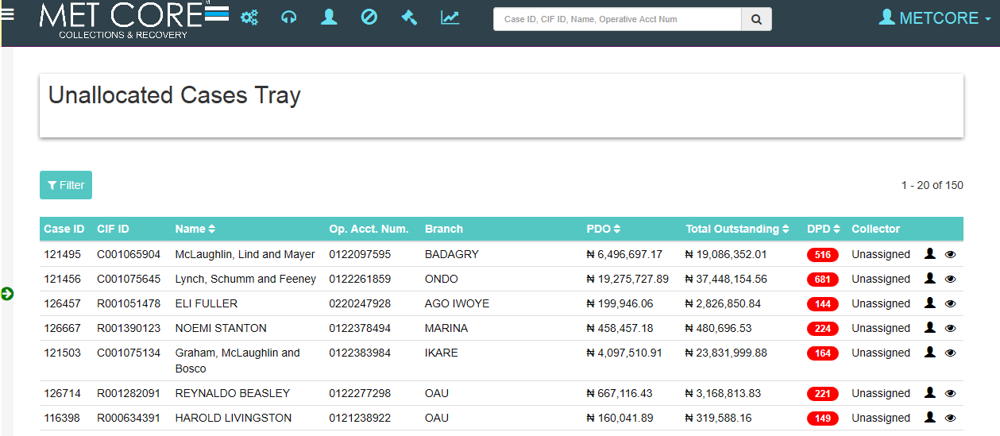 MET CORE M
COLLECTIONS & RECOVERY
Case ID, CIF ID, Name, Operative Acct Num
METCORE
Unallocated Cases Tray
Filter
1 - 20 of 150
Case ID CIF ID Name Op. Acct. Num. Branch PDO Total Outstanding DPD Collector
121495 C001065904 McLaughlin, Lind and Mayer 0122097595 BADAGRY ₦ 6,496,697.17 ₦ 19,086,352.01 516 Unassigned
121456 C001075645 Lynch, Schumm and Feeney 0122261859 ONDO ₦ 19,275,727.89 ₦ 37,448,154.56 681 Unassigned
126457 R001051478 ELI FULLER 0220247928 AGO IWOYE ₦ 199,946.06 ₦ 2,826,850.84 144 Unassigned
126667 R001390123 NOEMI STANTON 0122378494 MARINA ₦ 458,457.18 ₦ 480,696.53 224 Unassigned
121503 C001075134 Graham, McLaughlin and 0122383984 IKARE ₦ 4,097,510.91 ₦ 23,831,999.88 164 Unassigned
Bosco
126714 R001282091 REYNALDO BEASLEY 0122277298 OAU ₦ 667,116.43 ₦ 3,168,813.83 221 Unassigned
116398 R000634391 HAROLD LIVINGSTON 0121238922 OAU ₦ 160,041.89 ₦ 319,588.16 149 Unassigned